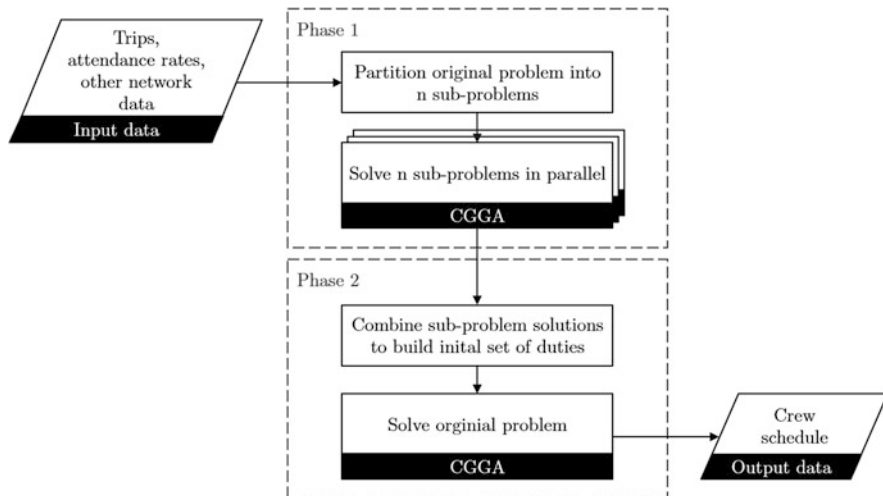 Trips,
attendance rates,
other network
data
Input data
Phase 1
Partition original problem into
n sub-problems
Solve n sub-problems in parallel
CGGA
Phase 2
Combine sub-problem solutions
to build inital set of duties
Solve orginial problem
CGGA
Crew
schedule
Output data